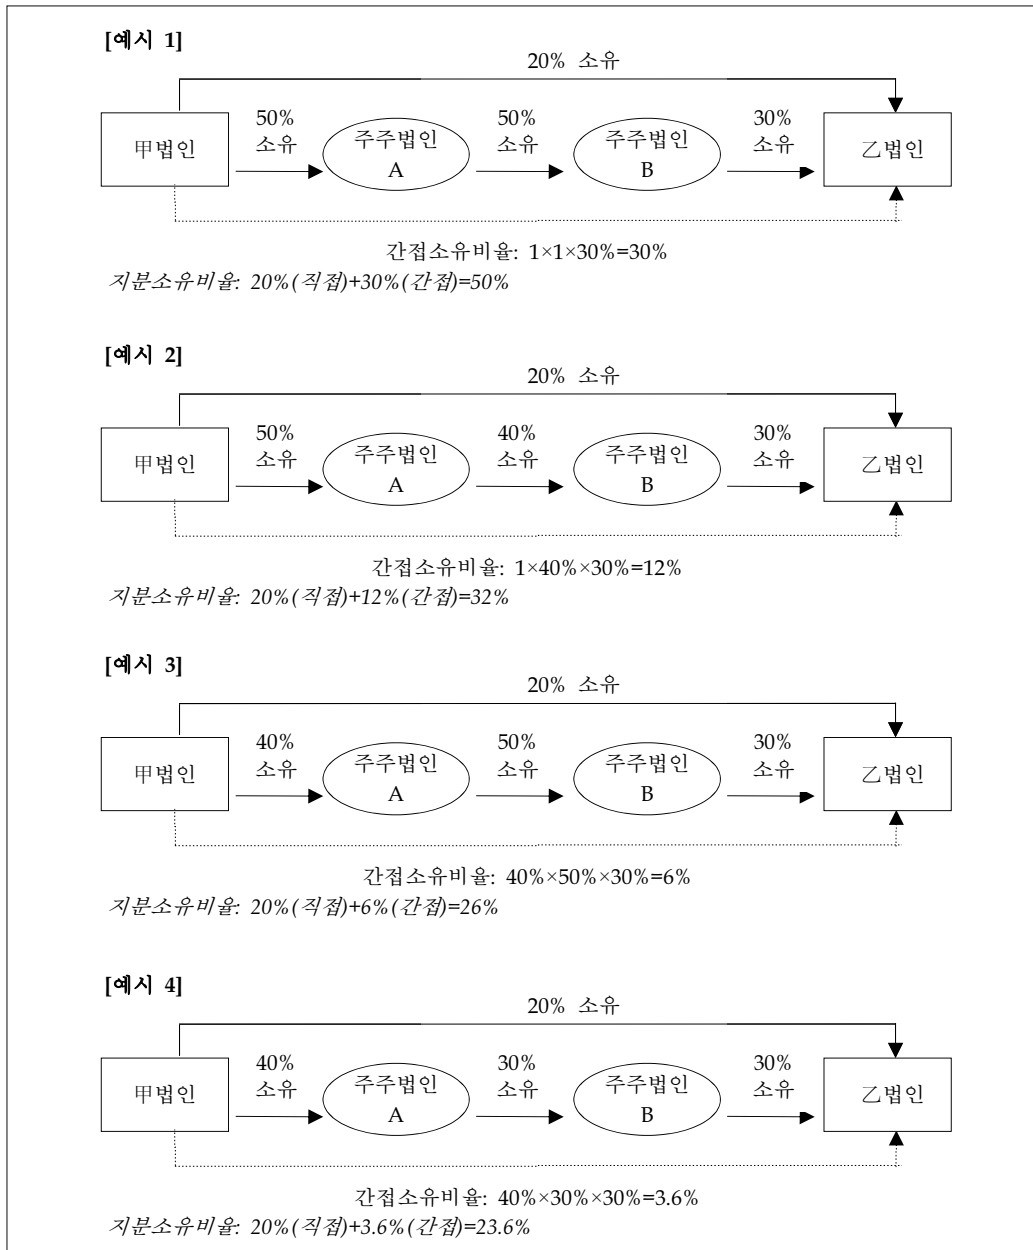 [예시 1]
20% 소유
50% 50% 30%
甲법인 소유 주주법인 소유 주주법인 소유 乙법인
A B
간접소유비율: 1×1×30%=30%
지분소유비율: 20%(직접)+30%(간접)=50%
[예시 2]
20% 소유
50% 40% 30%
甲법인 소유 주주법인 소유 주주법인 소유 乙법인
A B
간접소유비율: 1×40%×30%=12%
지분소유비율: 20%(직접)+12%(간접)=32%
[예시 3]
20% 소유
40% 50% 30%
甲법인 소유 주주법인 소유 주주법인 소유 乙법인
A B
간접소유비율: 40%×50%×30%=6%
지분소유비율: 20%(직접)+6%(간접)=26%
[예시 4]
20% 소유
40% 30% 30%
甲법인 소유 주주법인 소유 주주법인 소유 乙법인
A B
간접소유비율: 40%×30%×30%=3.6%
지분소유비율: 20%(직접)+3.6%(간접)=23.6%